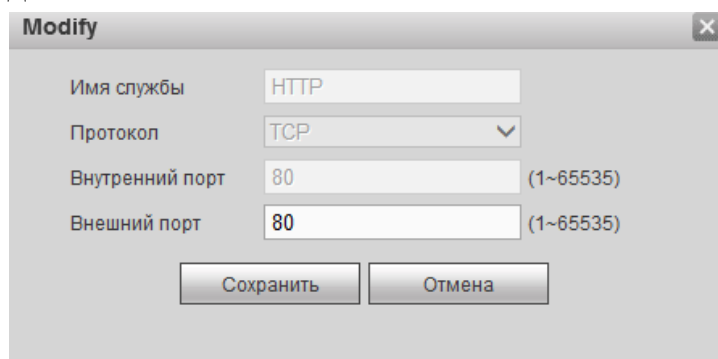 Modify
Имя службы HTTP
Протокол TCP
Внутренний порт 80 (1~65535)
Внешний порт 80 (1~65535)
Сохранить Отмена